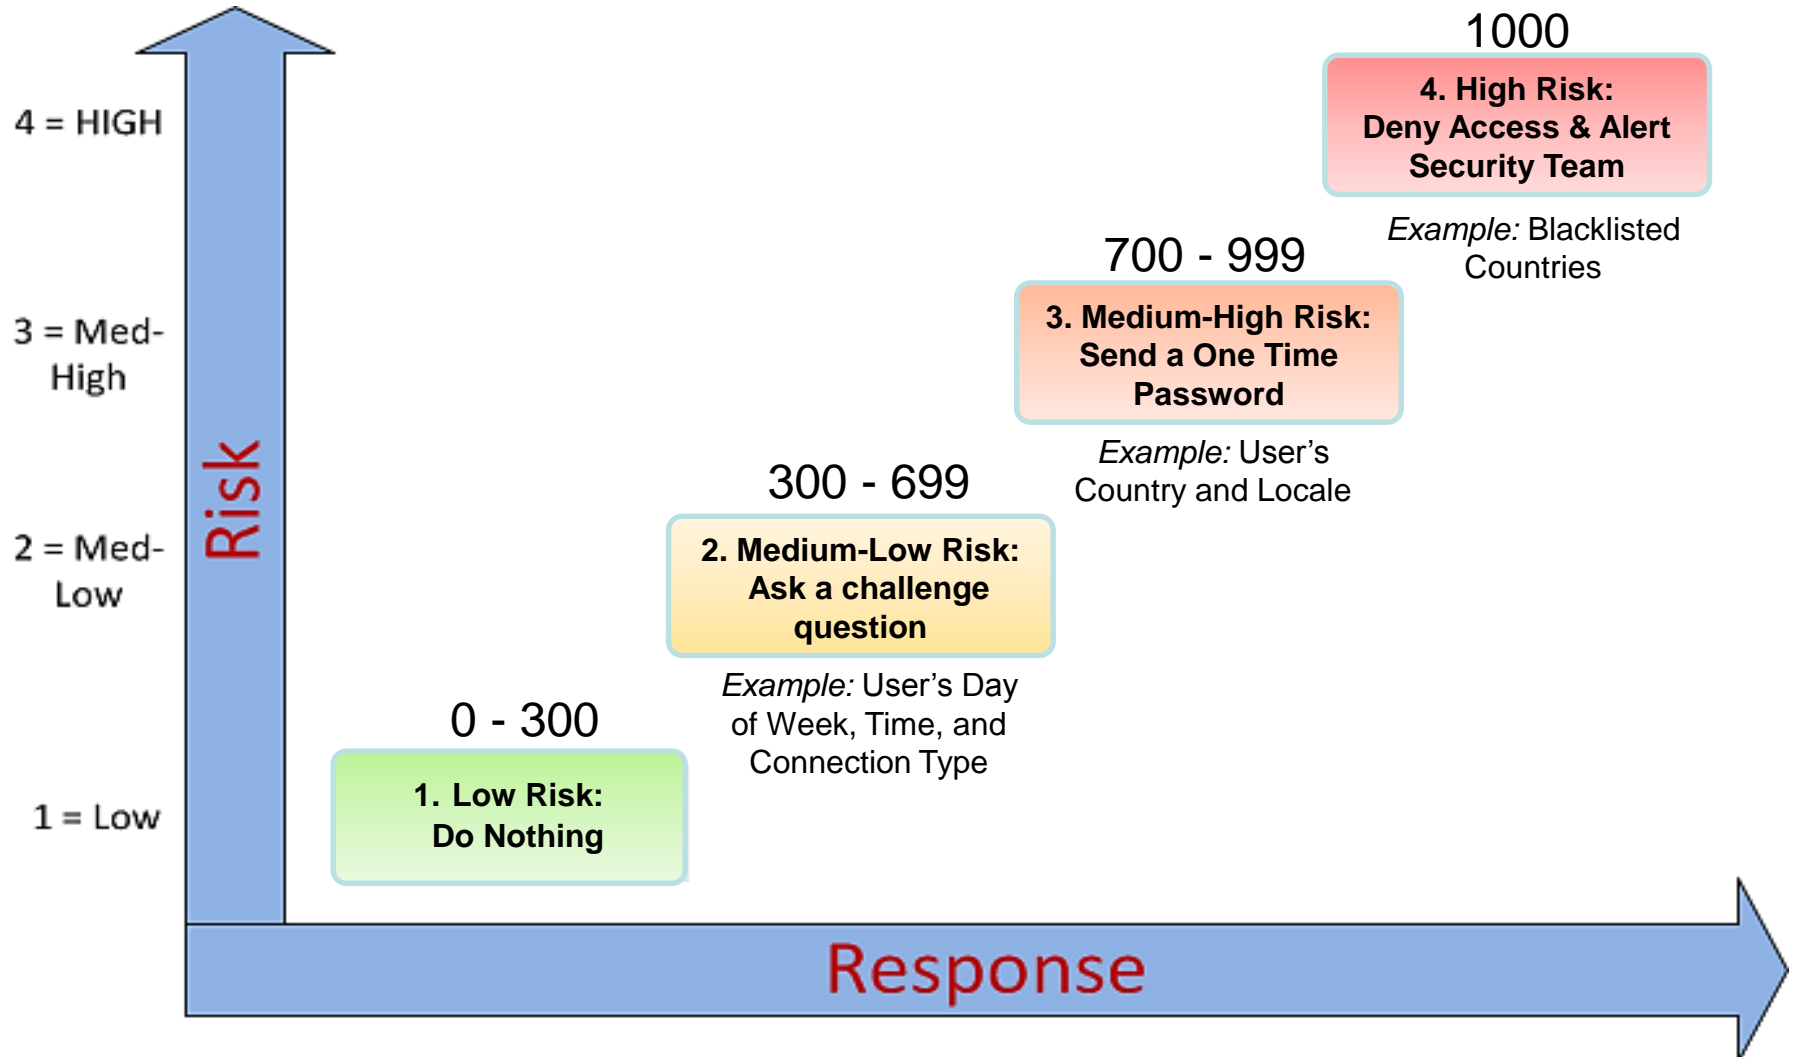 1000
4. High Risk:
Deny Access & Alert
Security Team
Example: Blacklisted
Countries
4 = HIGH
700 - 999
3. Medium-High Risk:
Send a One Time
Password
Example: User’s
Country and Locale
3 = Med-
High
300 - 699
2. Medium-Low Risk:
Ask a challenge
question
Example: User’s Day
of Week, Time, and
Connection Type
2 = Med-
Low
Risk
0 - 300
1. Low Risk:
Do Nothing
1 = Low
Response